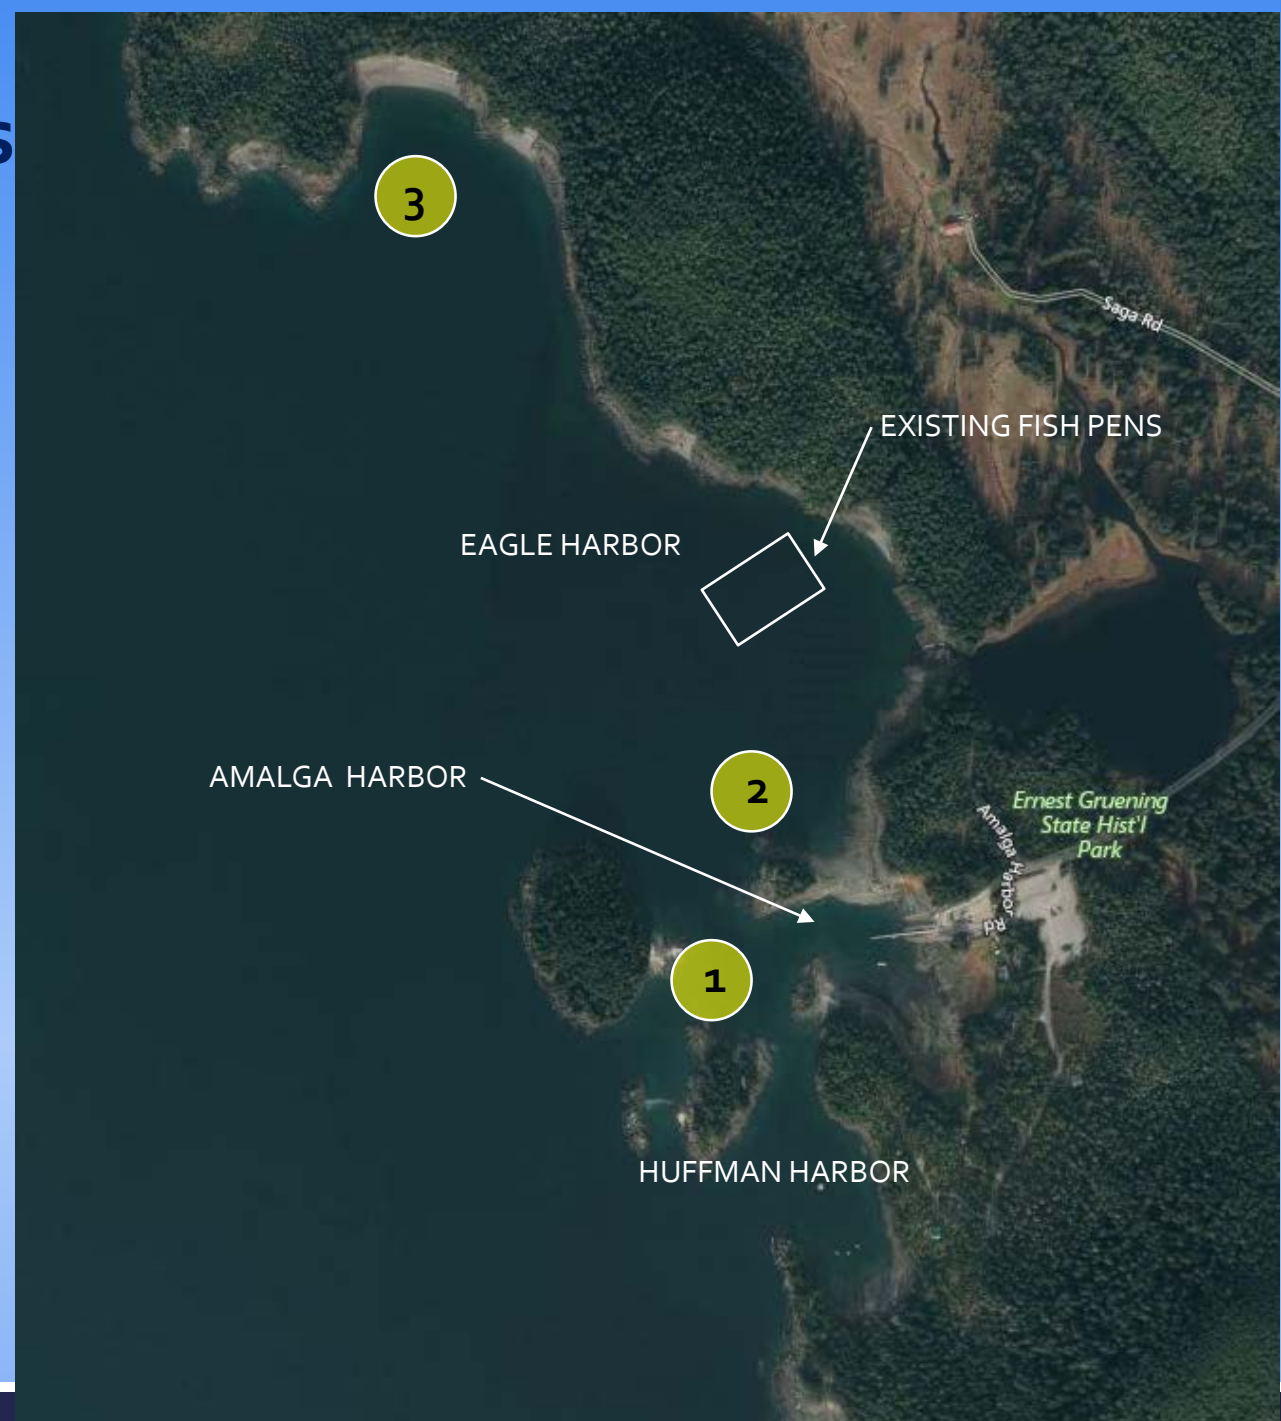 S
3
Saga Rd
EXISTING FISH PENS
EAGLE HARBOR
AMALGA HARBOR
2
Ernest Gruening
State Hist'l
Park
Amalga Harbor Rd
1
HUFFMAN HARBOR